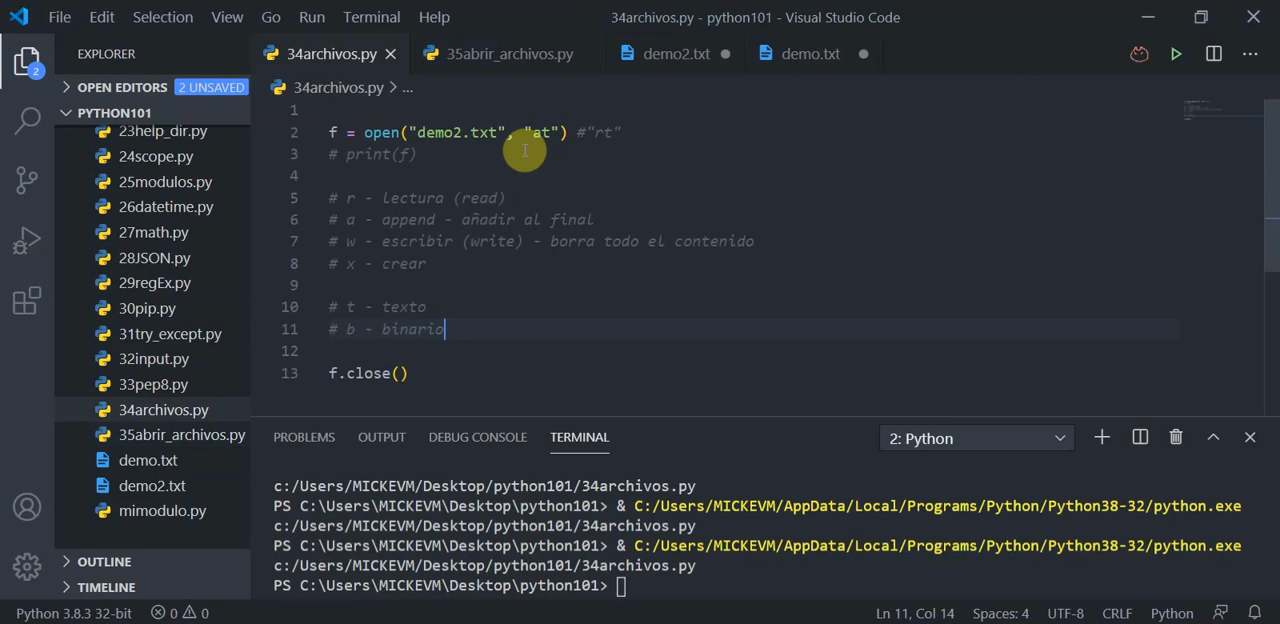 File Edit Selection View Go Run Terminal Help 34archivos.py - python101 - Visual Studio Code
EXPLORER 34archivos.py 35abrir_archivos.py demo2.txt demo.txt
2
OPEN EDITORS 2 UNSAVED 34archivos.py > ...
PYTHON101
23help_dir.py
24scope.py
25modulos.py
26datetime.py
27math.py
28JSON.py
29regEx.py
30pip.py
31try_except.py
32input.py
33pep8.py
34archivos.py
35abrir_archivos.py
demo.txt
demo2.txt
mimodulo.py
OUTLINE
TIMELINE
1
2 f = open("demo2.txt", "at") #"rt"
3 # print(f)
4
5 # r - lectura (read)
6 # a - append - añadir al final
7 # w - escribir (write) - borra todo el contenido
8 # x - crear
9
10 # t - texto
11 # b - binario
12
13 f.close()
PROBLEMS OUTPUT DEBUG CONSOLE TERMINAL 2: Python
c:/Users/MICKEVM/Desktop/python101/34archivos.py
PS C:\Users\MICKEVM\Desktop\python101> & C:/Users/MICKEVM/AppData/Local/Programs/Python/Python38-32/python.exe
c:/Users/MICKEVM/Desktop/python101/34archivos.py
PS C:\Users\MICKEVM\Desktop\python101> & C:/Users/MICKEVM/AppData/Local/Programs/Python/Python38-32/python.exe
c:/Users/MICKEVM/Desktop/python101/34archivos.py
PS C:\Users\MICKEVM\Desktop\python101>
Python 3.8.3 32-bit 0 0 Ln 11, Col 14 Spaces: 4 UTF-8 CRLF Python